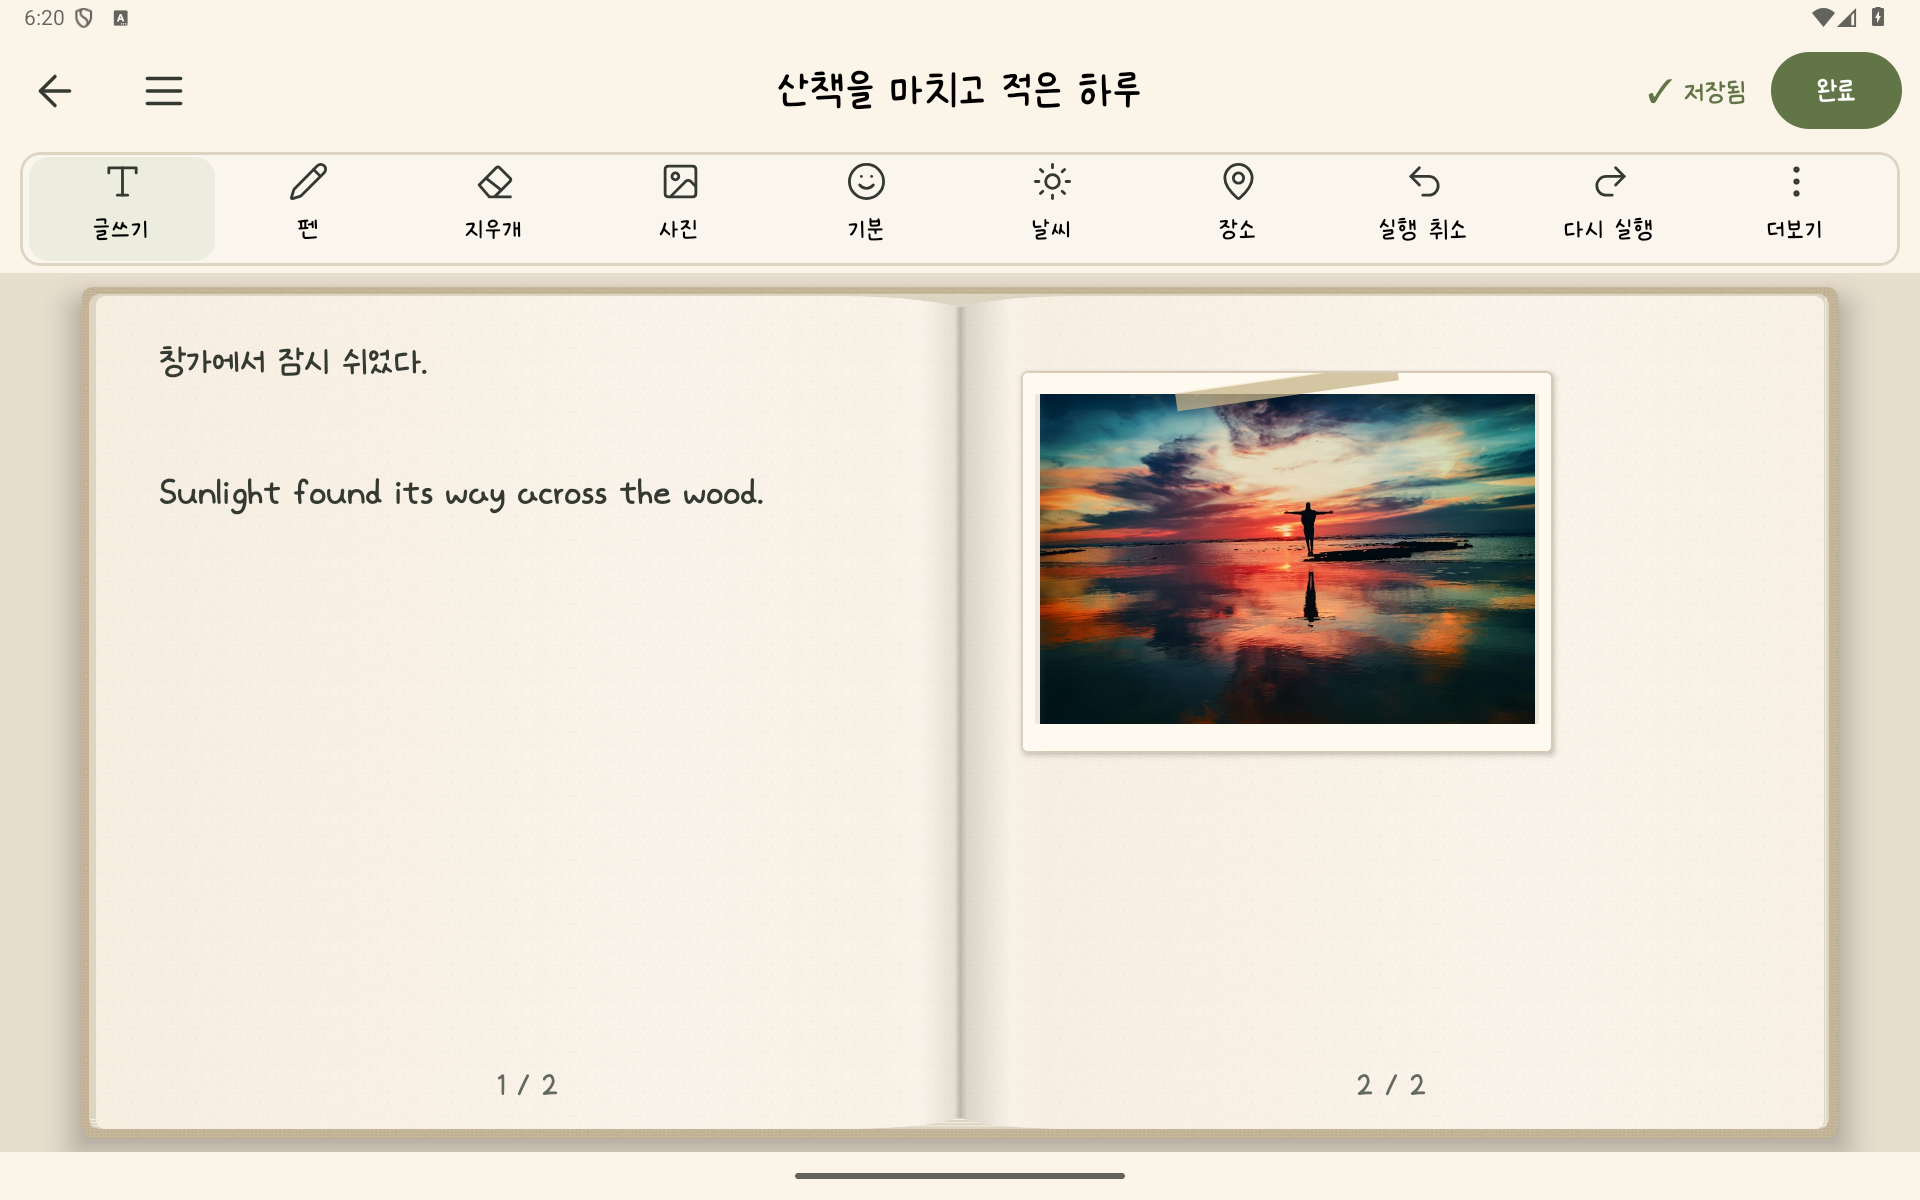 6:20
산책을 마치고 적은 하루
✓ 저장됨
완료
글쓰기
펜
지우개
사진
기분
날씨
장소
실행 취소
다시 실행
더보기
창가에서 잠시 쉬었다.
Sunlight found its way across the wood.
1 / 2
2 / 2